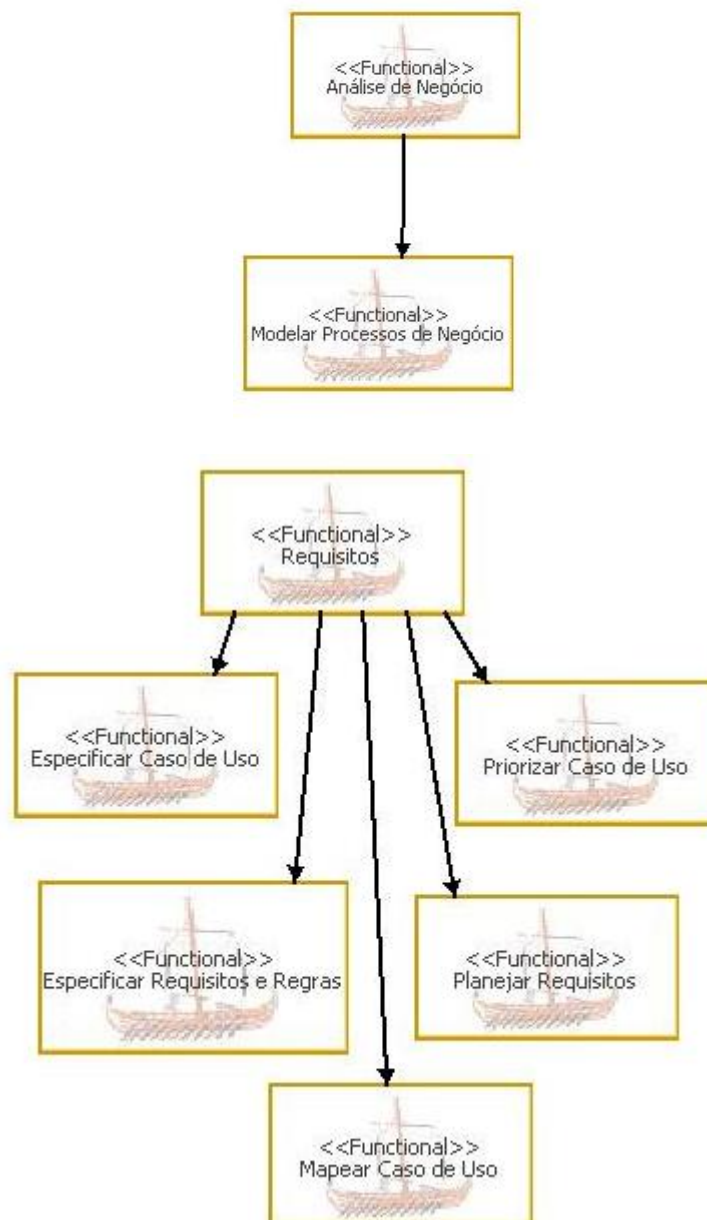 <<Functional>>
Análise de Negócio
<<Functional>>
Modelar Processos de Negócio
<<Functional>>
Requisitos
<<Functional>>
Especificar Caso de Uso
<<Functional>>
Priorizar Caso de Uso
<<Functional>>
Especificar Requisitos e Regras
<<Functional>>
Planejar Requisitos
<<Functional>>
Mapear Caso de Uso